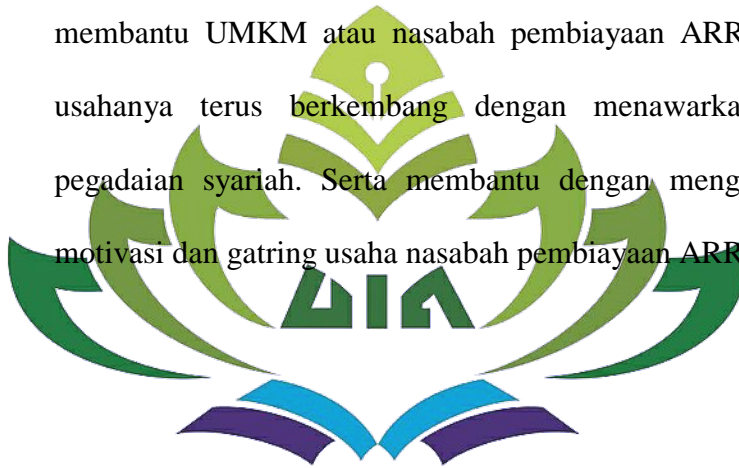 membantu UMKM atau nasabah pembiayaan ARR
usahanya terus berkembang dengan menawarka
pegadaian syariah. Serta membantu dengan meng
motivasi dan gatring usaha nasabah pembiayaan ARR
UIA